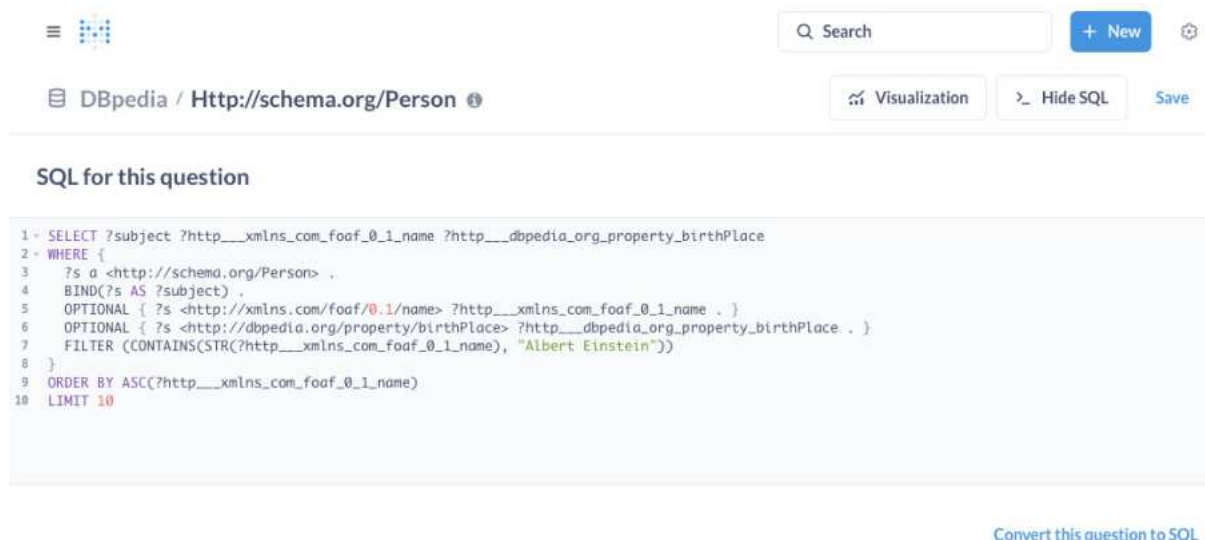 Search
+ New
DBpedia / Http://schema.org/Person
Visualization
>_ Hide SQL
Save
SQL for this question
1 SELECT ?subject ?http___xmlns_com_foaf_0_1_name ?http___dbpedia_org_property_birthPlace
2 WHERE {
3 ?s a <http://schema.org/Person> .
4 BIND(?s AS ?subject) .
5 OPTIONAL { ?s <http://xmlns.com/foaf/0.1/name> ?http___xmlns_com_foaf_0_1_name . }
6 OPTIONAL { ?s <http://dbpedia.org/property/birthPlace> ?http___dbpedia_org_property_birthPlace . }
7 FILTER (CONTAINS(STR(?http___xmlns_com_foaf_0_1_name), "Albert Einstein"))
8 }
9 ORDER BY ASC(?http___xmlns_com_foaf_0_1_name)
10 LIMIT 10
Convert this question to SQL